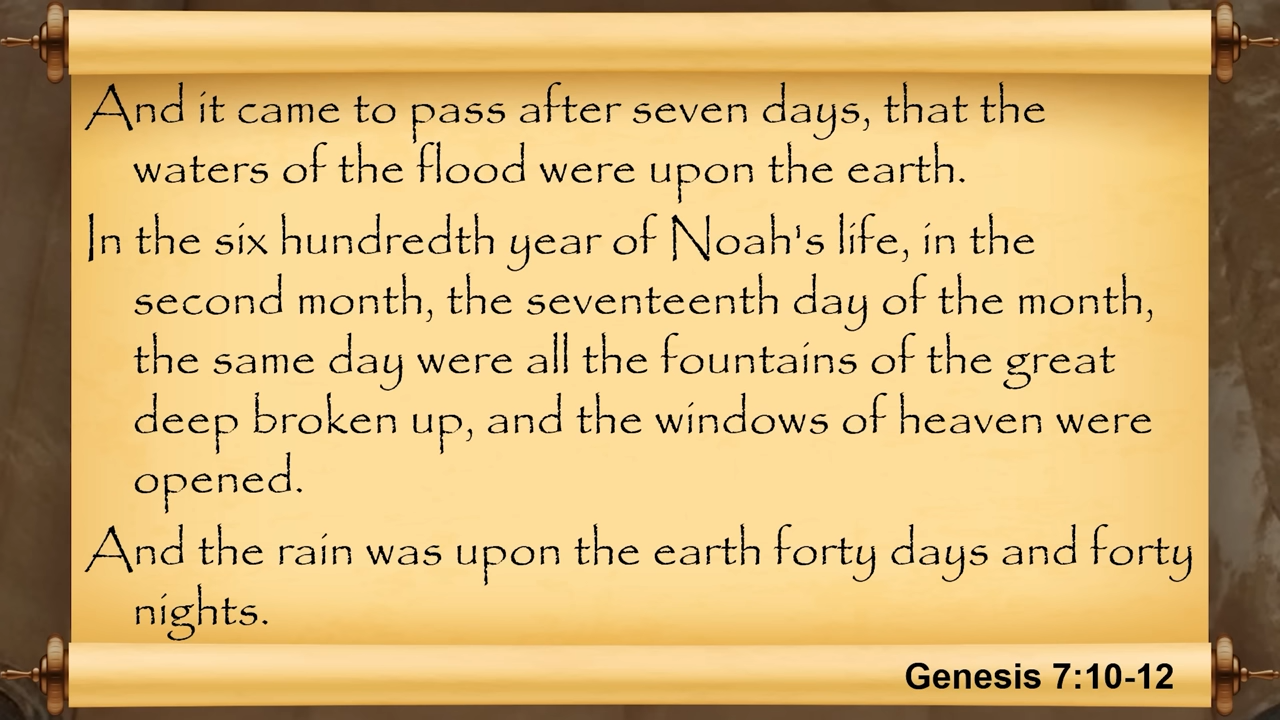 And it came to pass after seven days, that the
waters of the flood were upon the earth.
In the six hundredth year of Noah's life, in the
second month, the seventeenth day of the month,
the same day were all the fountains of the great
deep broken up, and the windows of heaven were
opened.
And the rain was upon the earth forty days and forty
nights.
Genesis 7:10-12